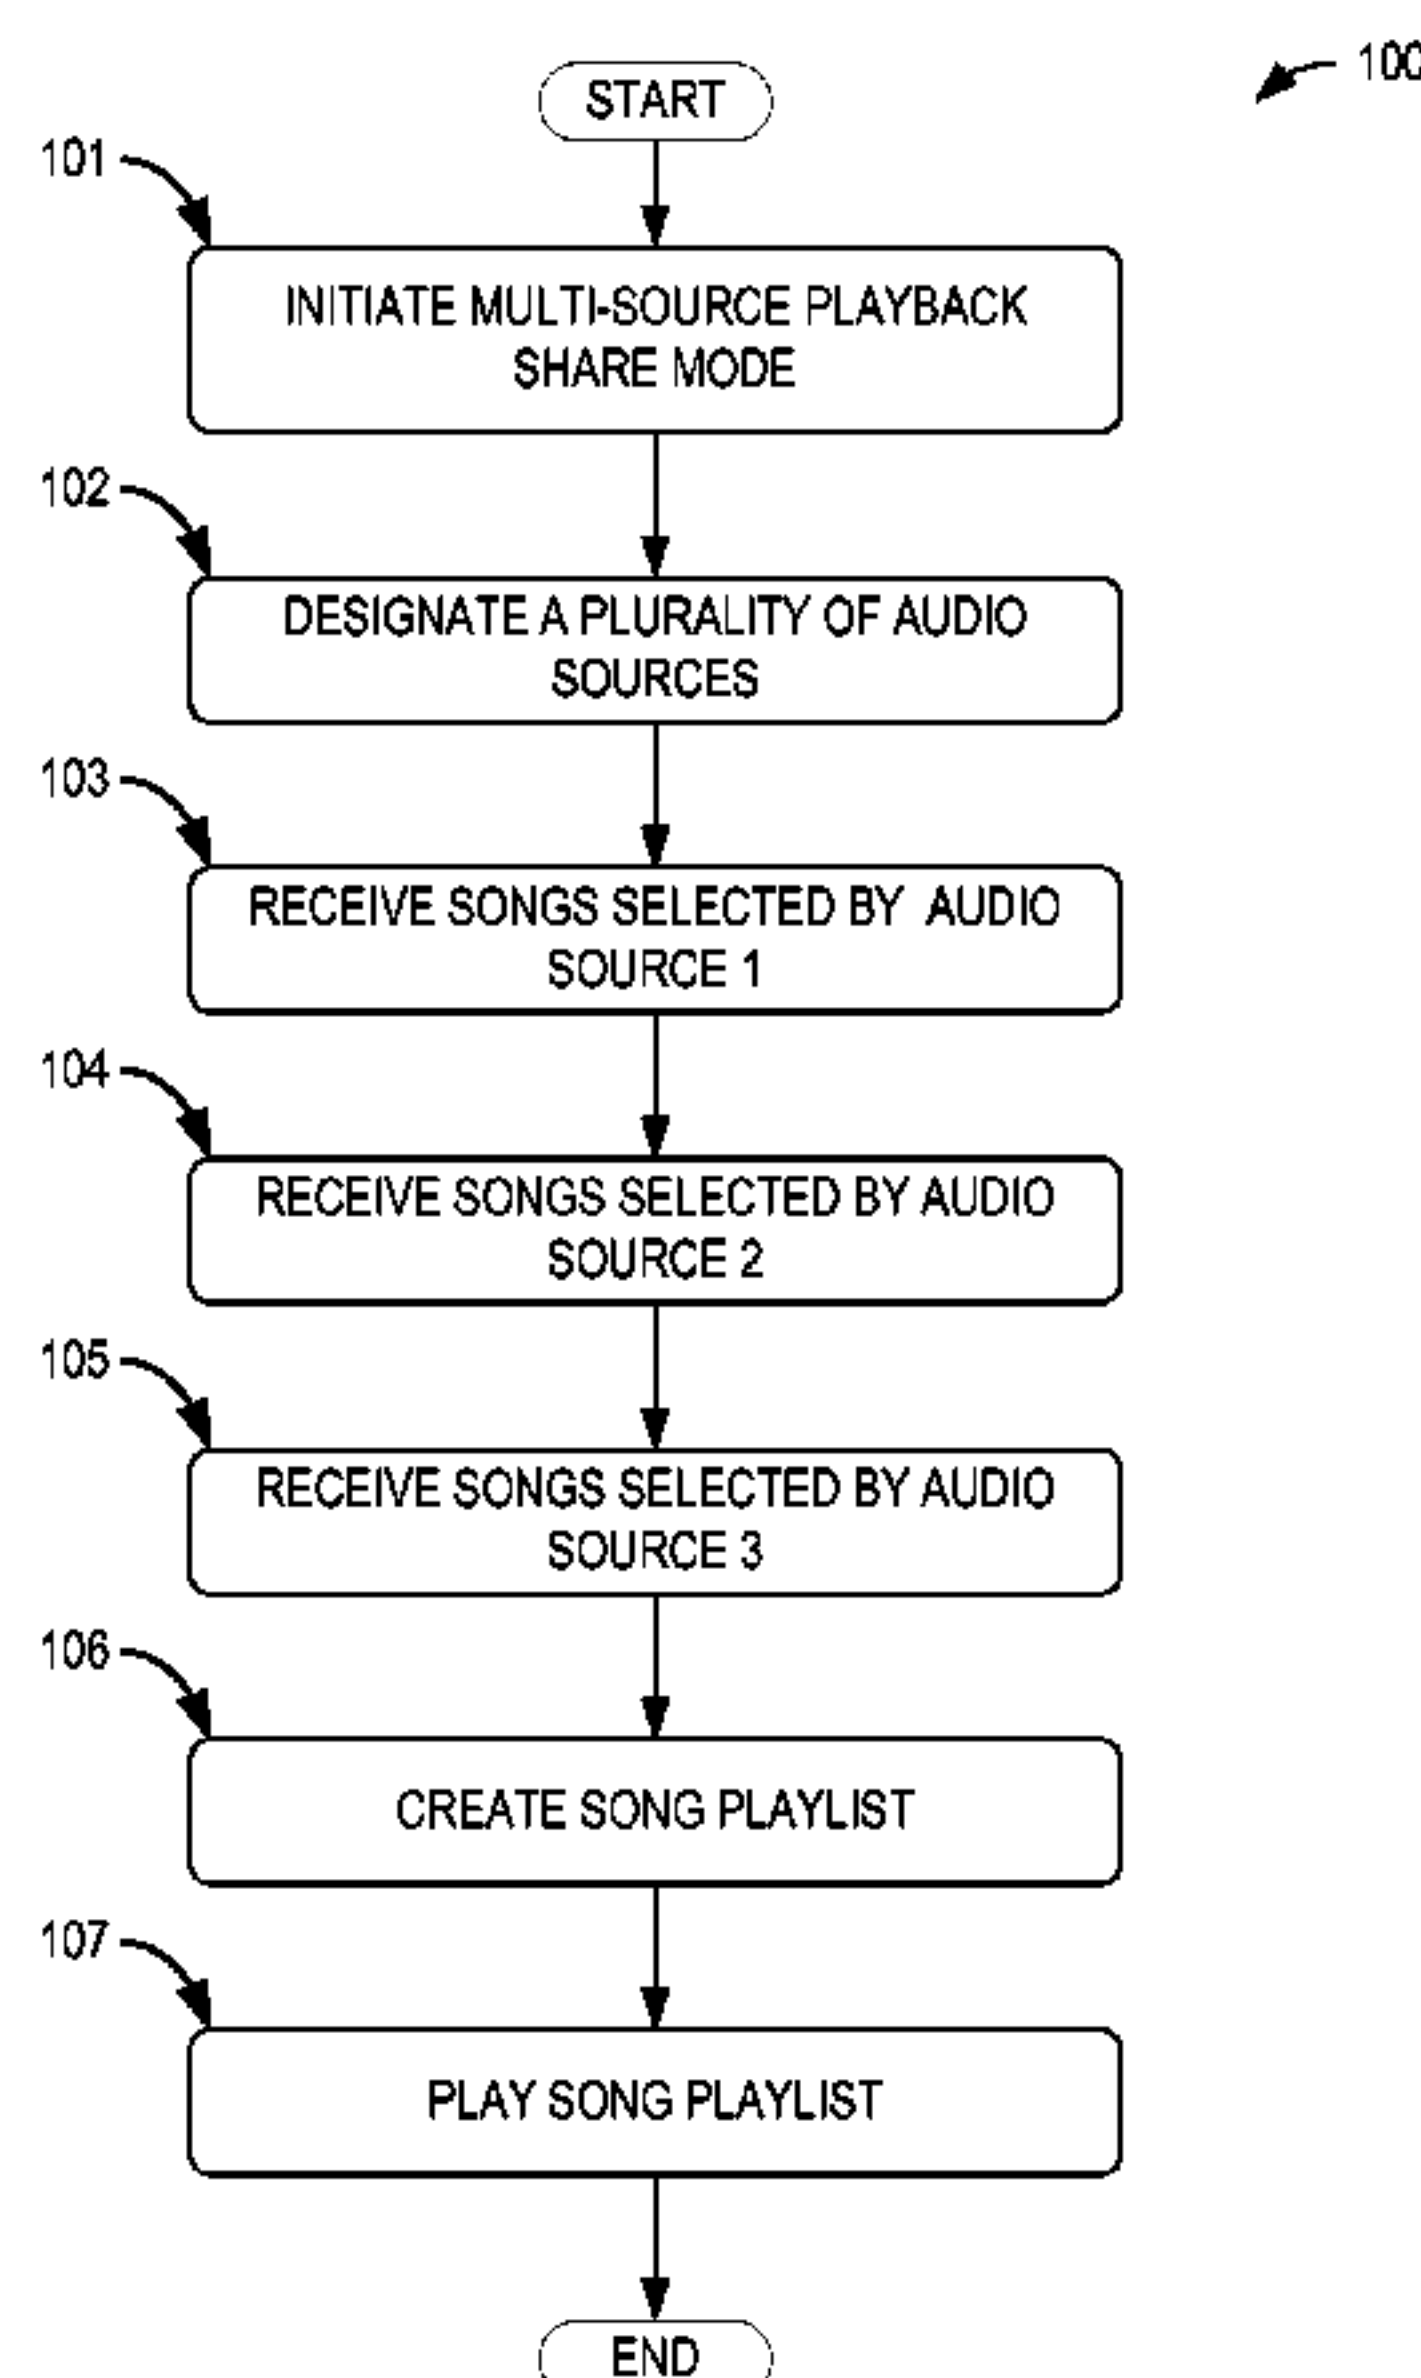 100
START
101
INITIATE MULTI-SOURCE PLAYBACK
SHARE MODE
102
DESIGNATE A PLURALITY OF AUDIO
SOURCES
103
RECEIVE SONGS SELECTED BY AUDIO
SOURCE 1
104
RECEIVE SONGS SELECTED BY AUDIO
SOURCE 2
105
RECEIVE SONGS SELECTED BY AUDIO
SOURCE 3
106
CREATE SONG PLAYLIST
107
PLAY SONG PLAYLIST
END